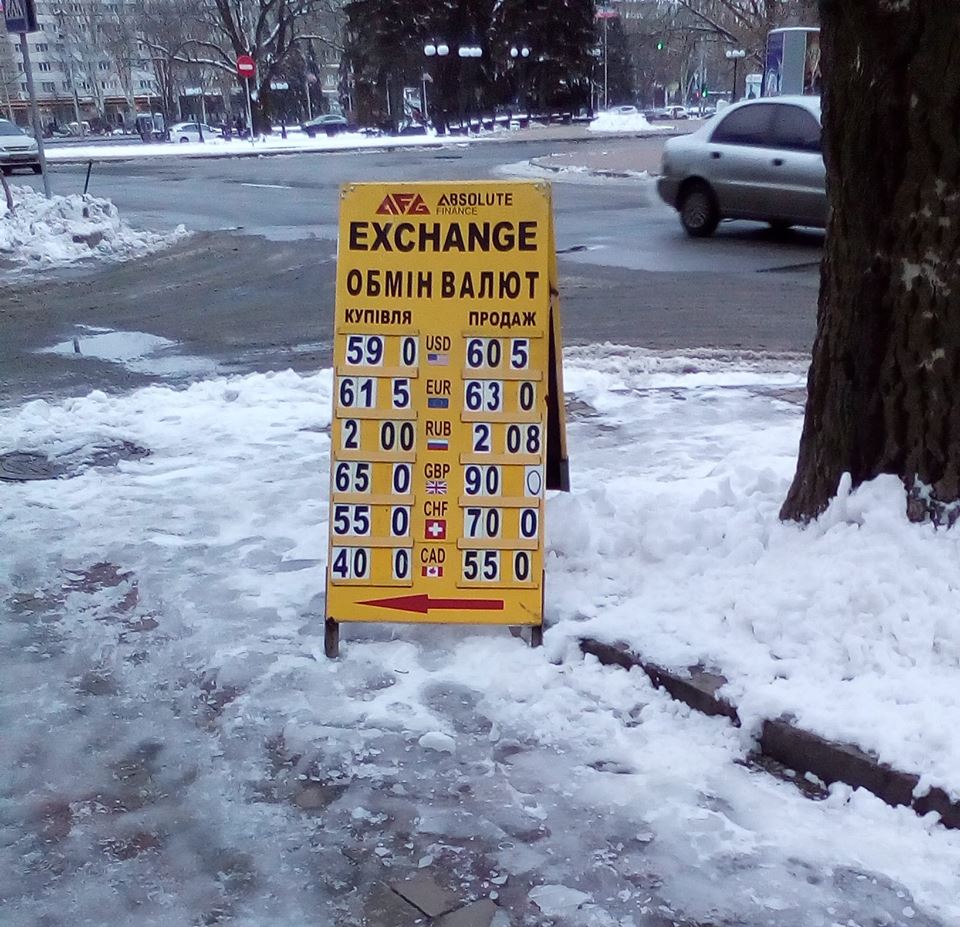 AFG ABSOLUTE
FINANCE
EXCHANGE
ОБМІН ВАЛЮТ
КУПІВЛЯ ПРОДАЖ
59 0 USD 60 5
61 5 EUR 63 0
2 00 RUB 2 08
65 0 GBP 90 0
55 0 CHF 70 0
40 0 CAD 55 0